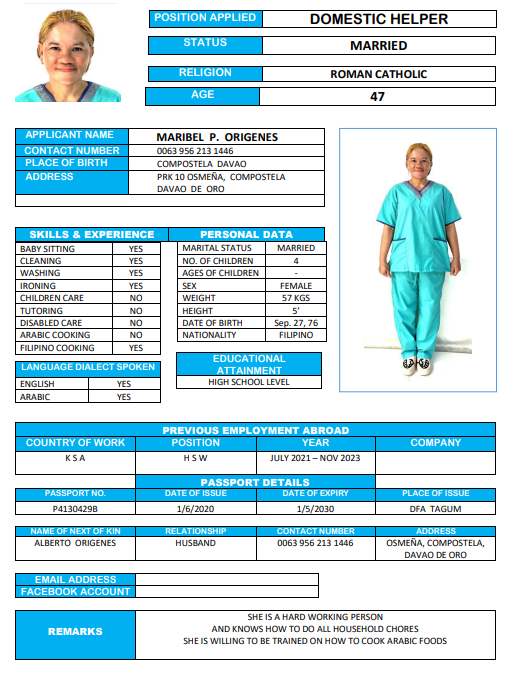 POSITION APPLIED DOMESTIC HELPER
STATUS MARRIED
RELIGION ROMAN CATHOLIC
AGE 47
APPLICANT NAME MARIBEL P. ORIGENES
CONTACT NUMBER 0063 956 213 1446
PLACE OF BIRTH COMPOSTELA DAVAO
ADDRESS PRK 10 OSMEÑA, COMPOSTELA
DAVAO DE ORO
SKILLS & EXPERIENCE
BABY SITTING YES
CLEANING YES
WASHING YES
IRONING YES
CHILDREN CARE NO
TUTORING NO
DISABLED CARE NO
ARABIC COOKING NO
FILIPINO COOKING YES
PERSONAL DATA
MARITAL STATUS MARRIED
NO. OF CHILDREN 4
AGES OF CHILDREN -
SEX FEMALE
WEIGHT 57 KGS
HEIGHT 5’
DATE OF BIRTH Sep. 27, 76
NATIONALITY FILIPINO
LANGUAGE DIALECT SPOKEN
ENGLISH YES
ARABIC YES
EDUCATIONAL
ATTAINMENT
HIGH SCHOOL LEVEL
PREVIOUS EMPLOYMENT ABROAD
COUNTRY OF WORK POSITION YEAR COMPANY
K S A H S W JULY 2021 – NOV 2023
PASSPORT DETAILS
PASSPORT NO. DATE OF ISSUE DATE OF EXPIRY PLACE OF ISSUE
P4130429B 1/6/2020 1/5/2030 DFA TAGUM
NAME OF NEXT OF KIN RELATIONSHIP CONTACT NUMBER ADDRESS
ALBERTO ORIGENES HUSBAND 0063 956 213 1446 OSMEÑA, COMPOSTELA,
DAVAO DE ORO
EMAIL ADDRESS
FACEBOOK ACCOUNT
REMARKS
SHE IS A HARD WORKING PERSON
AND KNOWS HOW TO DO ALL HOUSEHOLD CHORES
SHE IS WILLING TO BE TRAINED ON HOW TO COOK ARABIC FOODS